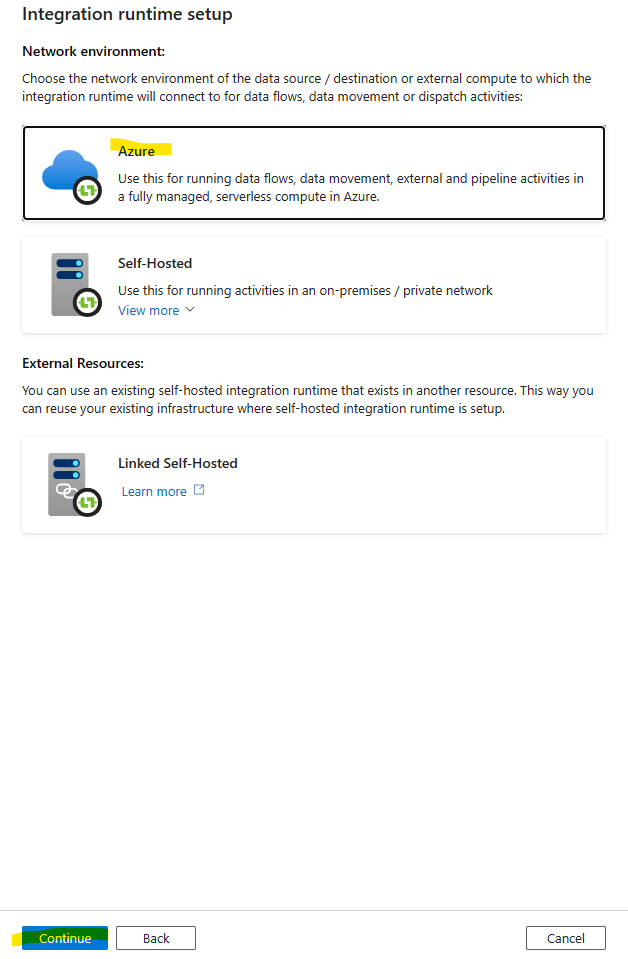 Integration runtime setup
Network environment:
Choose the network environment of the data source / destination or external compute to which the
integration runtime will connect to for data flows, data movement or dispatch activities:
Azure
Use this for running data flows, data movement, external and pipeline activities in
a fully managed, serverless compute in Azure.
Self-Hosted
Use this for running activities in an on-premises / private network
View more
External Resources:
You can use an existing self-hosted integration runtime that exists in another resource. This way you
can reuse your existing infrastructure where self-hosted integration runtime is setup.
Linked Self-Hosted
Learn more
Continue
Back
Cancel